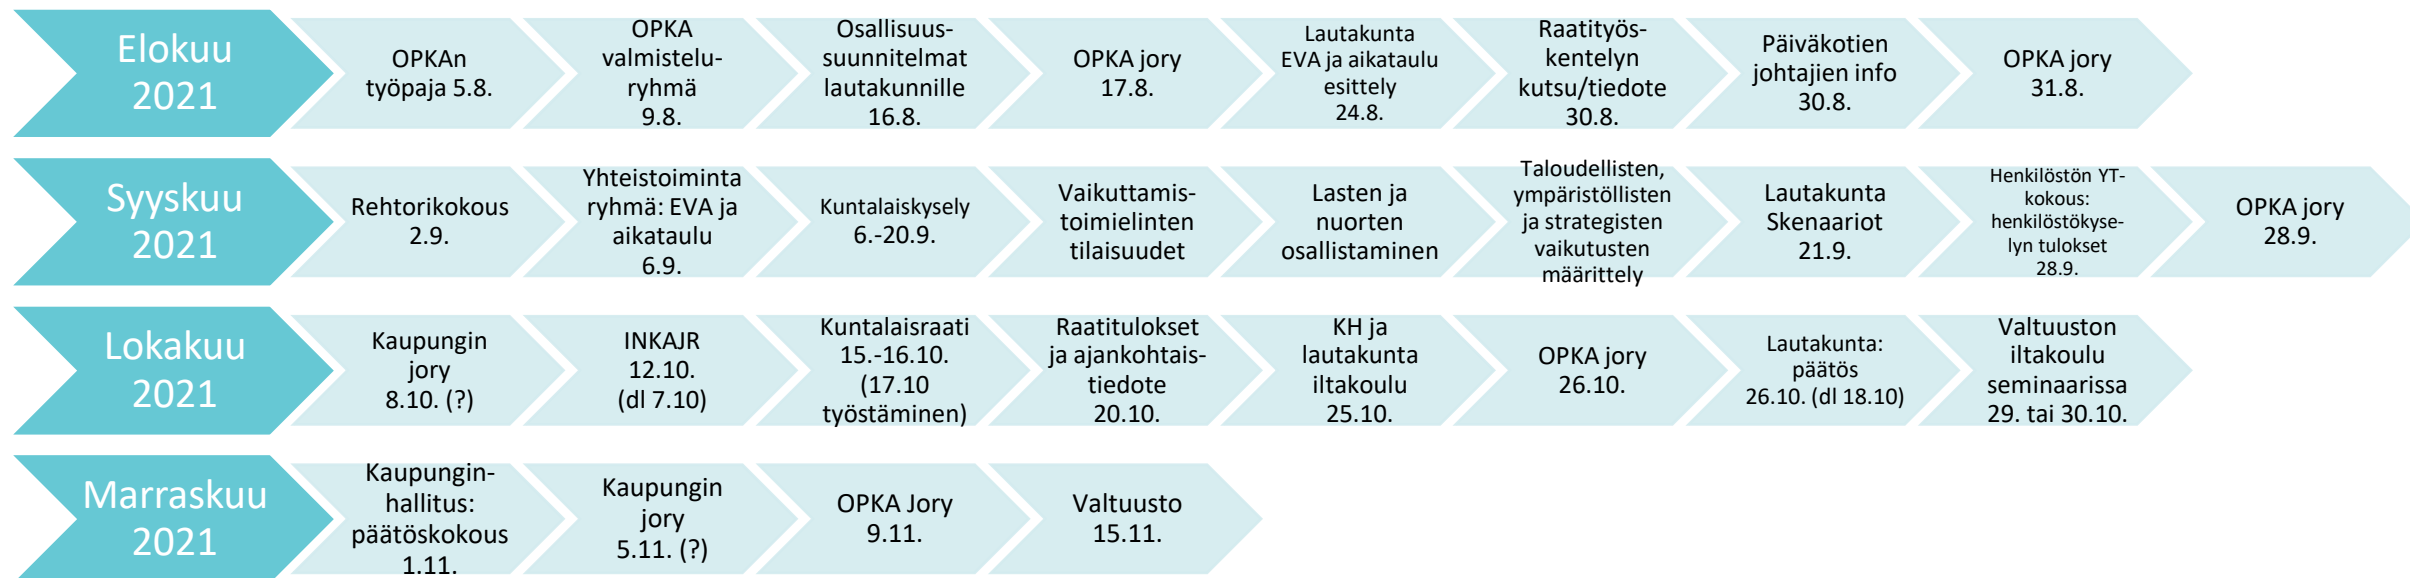 Elokuu
2021
OPKAn
työpaja 5.8.
OPKA
valmistelu-
ryhmä
9.8.
Osallisuus-
suunnitelmat
lautakunnille
16.8.
OPKA jory
17.8.
Lautakunta
EVA ja aikataulu
esittely
24.8.
Raatityös-
kentelyn
kutsu/tiedote
30.8.
Päiväkotien
johtajien info
30.8.
OPKA jory
31.8.
Syyskuu
2021
Rehtorikokous
2.9.
Yhteistoiminta
ryhmä: EVA ja
aikataulu
6.9.
Kuntalaiskysely
6.-20.9.
Vaikuttamis-
toimielinten
tilaisuudet
Lasten ja
nuorten
osallistaminen
Taloudellisten,
ympäristöllisten
ja strategisten
vaikutusten
määrittely
Lautakunta
Skenaariot
21.9.
Henkilöstön YT-
kokous:
henkilöstökyse-
lyn tulokset
28.9.
OPKA jory
28.9.
Lokakuu
2021
Kaupungin
jory
8.10. (?)
INKAJR
12.10.
(dl 7.10)
Kuntalaisraati
15.-16.10.
(17.10
työstäminen)
Raatitulokset
ja ajankohtais-
tiedote
20.10.
KH ja
lautakunta
iltakoulu
25.10.
OPKA jory
26.10.
Lautakunta:
päätös
26.10. (dl 18.10)
Valtuuston
iltakoulu
seminaarissa
29. tai 30.10.
Marraskuu
2021
Kaupungin-
hallitus:
päätöskokous
1.11.
Kaupungin
jory
5.11. (?)
OPKA Jory
9.11.
Valtuusto
15.11.